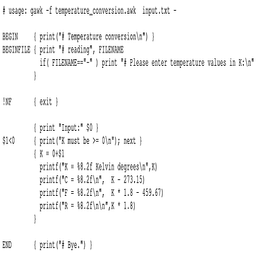 # usage: gawk -f temperature_conversion.awk input.txt -
BEGIN { print("# Temperature conversion\n") }
BEGINFILE { print "# reading", FILENAME
if( FILENAME=="-" ) print "# Please enter temperature values in K:\n"
}
!NF { exit }
{ print "Input:" $0 }
$1<0 { print("K must be >= 0\n"); next }
{ K = 0+$1
printf("K = %8.2f Kelvin degrees\n",K)
printf("C = %8.2f\n", K - 273.15)
printf("F = %8.2f\n", K * 1.8 - 459.67)
printf("R = %8.2f\n\n",K * 1.8)
}
END { print("# Bye.") }